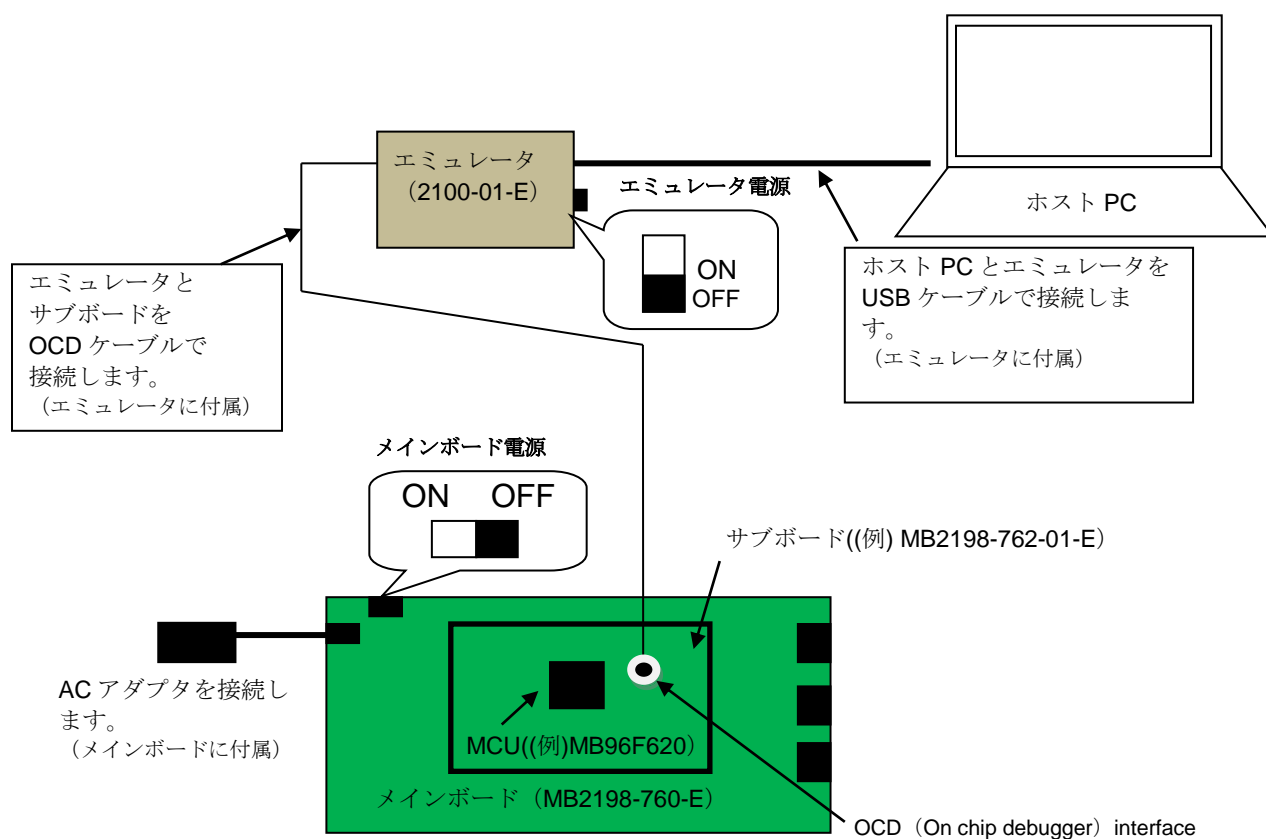 エミュレータ
（2100-01-E）
エミュレータ電源
ON
OFF
ホスト PC
エミュレータと
サブボードを
OCD ケーブルで
接続します。
（エミュレータに付属）
ホスト PC とエミュレータを
USB ケーブルで接続しま
す。
（エミュレータに付属）
メインボード電源
ON OFF
サブボード((例) MB2198-762-01-E）
AC アダプタを接続し
ます。
（メインボードに付属）
MCU((例)MB96F620）
メインボード（MB2198-760-E）
OCD（On chip debugger）interface